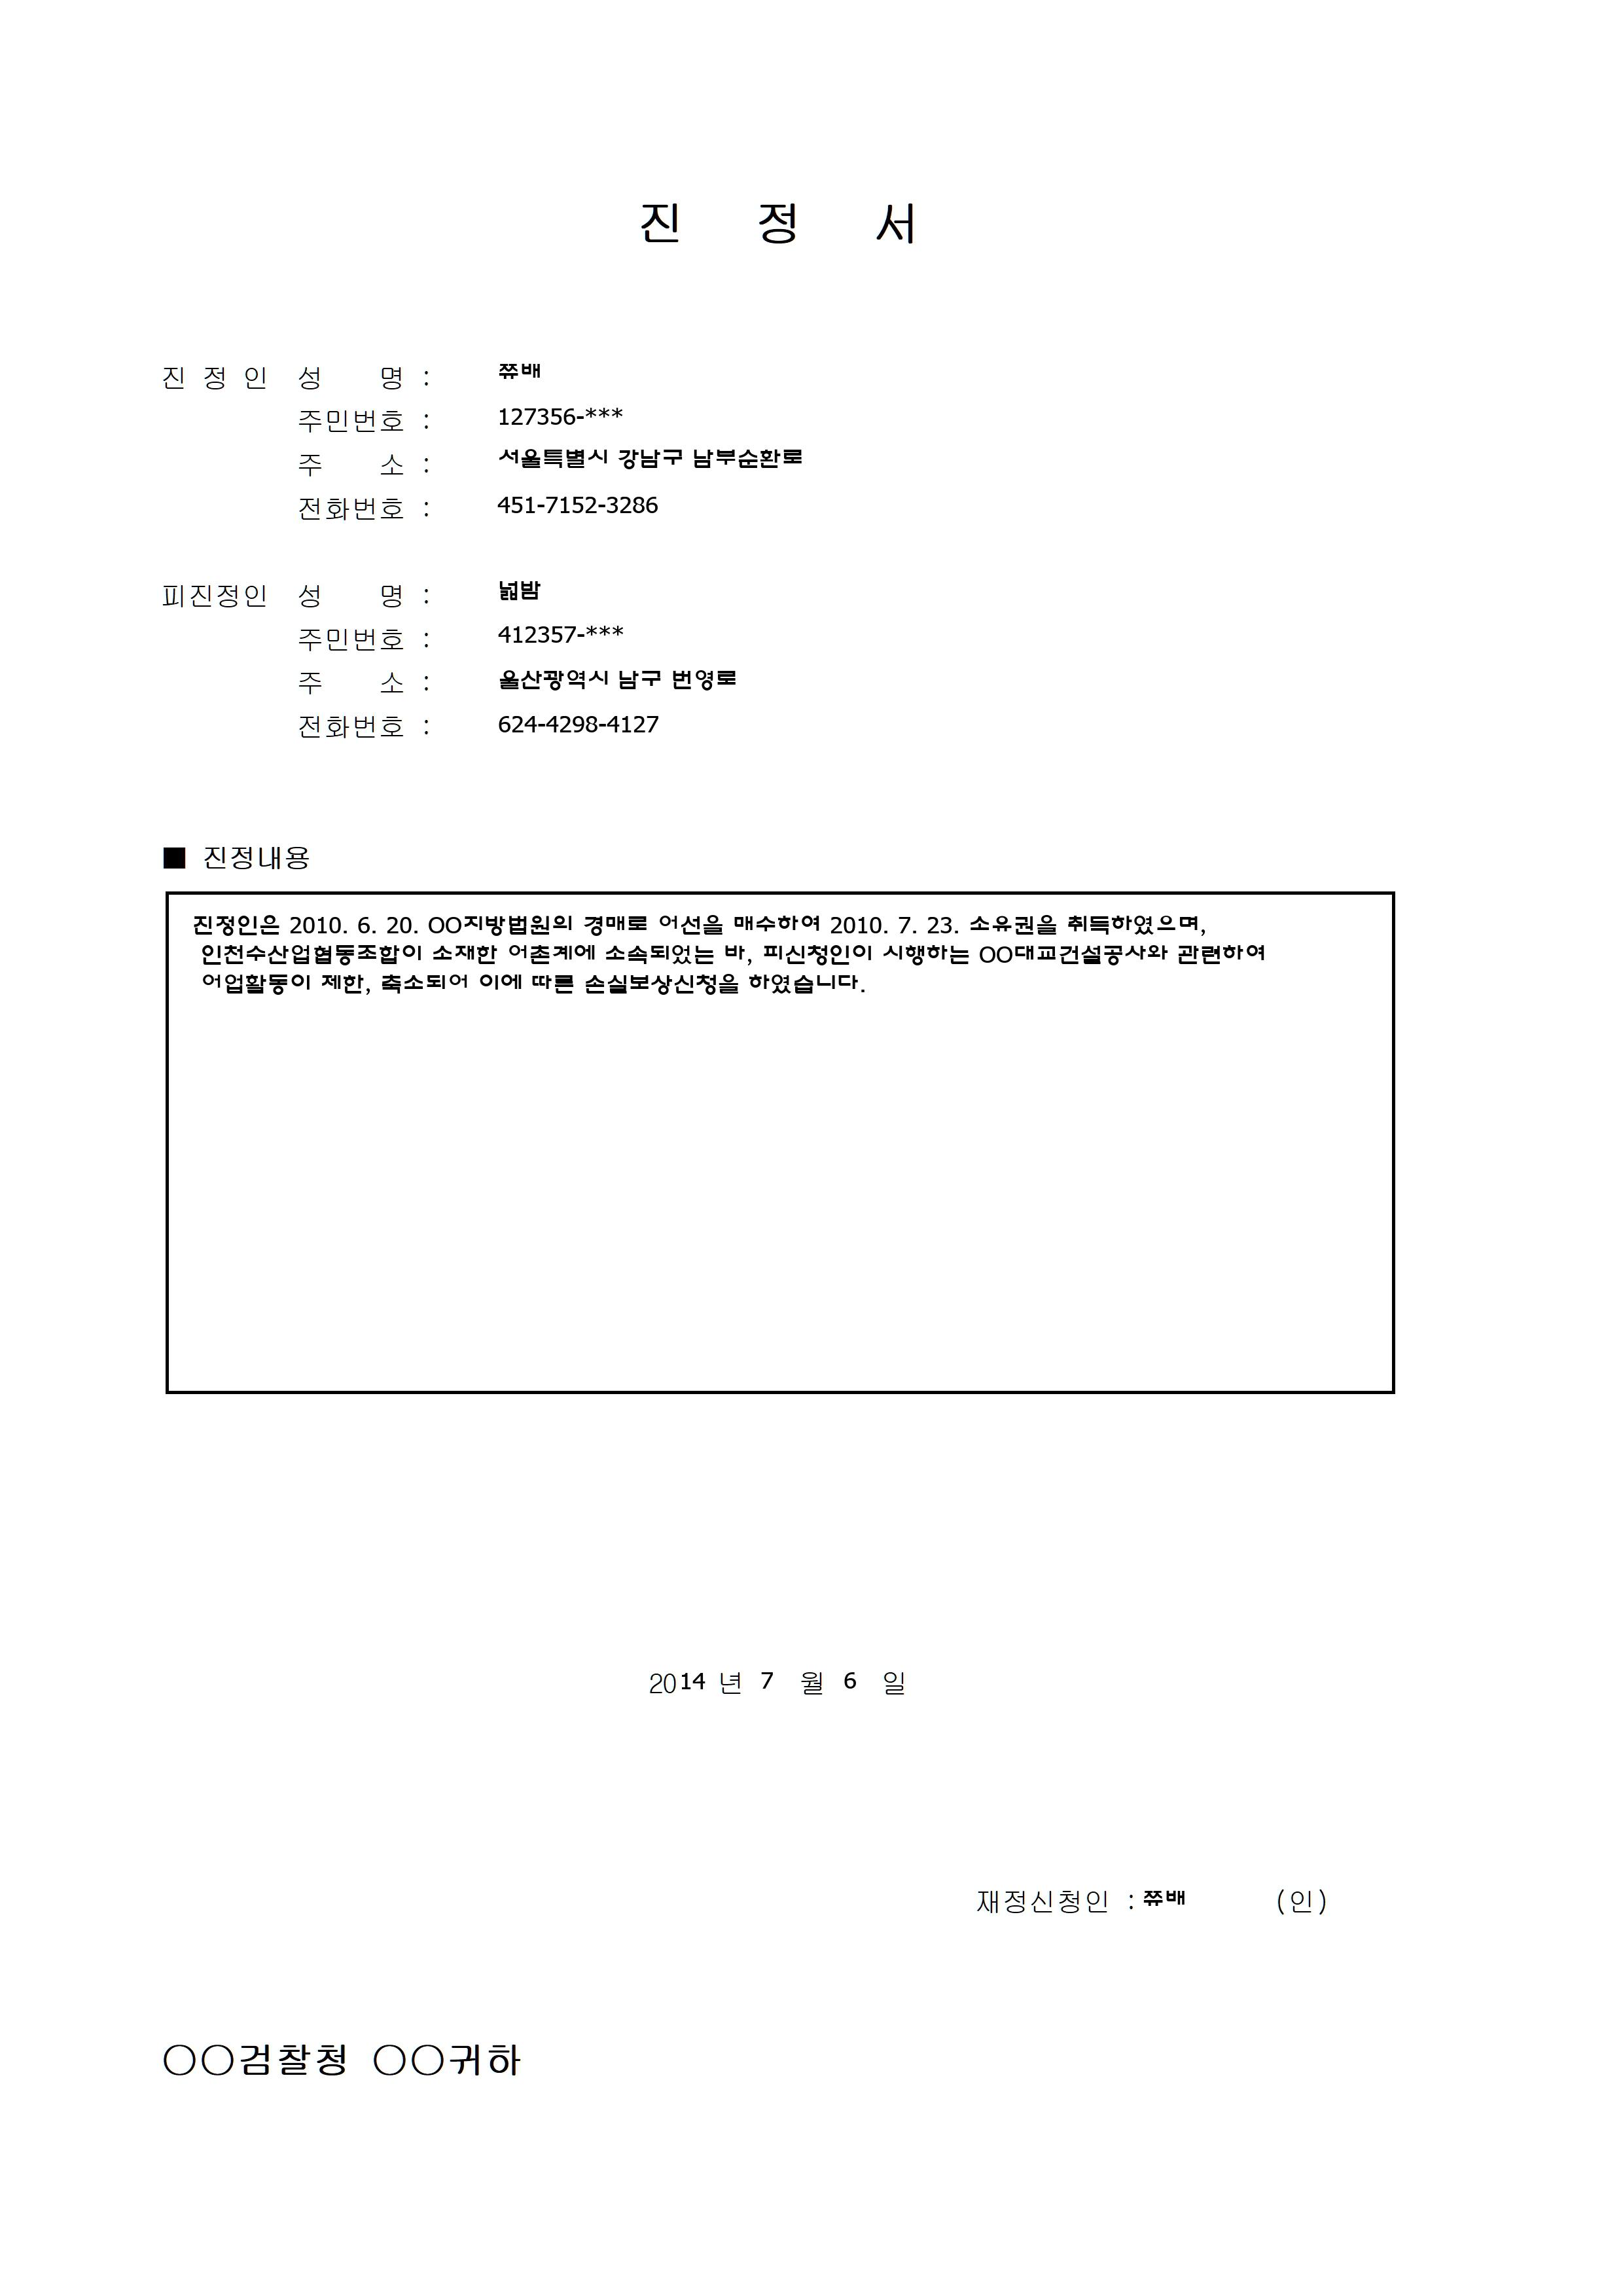 진 정 서
진 정 인 성 명 : 쮸배
주민번호 : 127356-***
주 소 : 서울특별시 강남구 남부순환로
전화번호 : 451-7152-3286
피진정인 성 명 : 넓밤
주민번호 : 412357-***
주 소 : 울산광역시 남구 번영로
전화번호 : 624-4298-4127
■ 진정내용
진정인은 2010. 6. 20. OO지방법원의 경매로 어선을 매수하여 2010. 7. 23. 소유권을 취득하였으며,
인천수산업협동조합이 소재한 어촌계에 소속되었는 바, 피신청인이 시행하는 OO대교건설공사와 관련하여
어업활동이 제한, 축소되어 이에 따른 손실보상신청을 하였습니다.
2014 년 7 월 6 일
재정신청인 : 쮸배 (인)
○○검찰청 ○○귀하